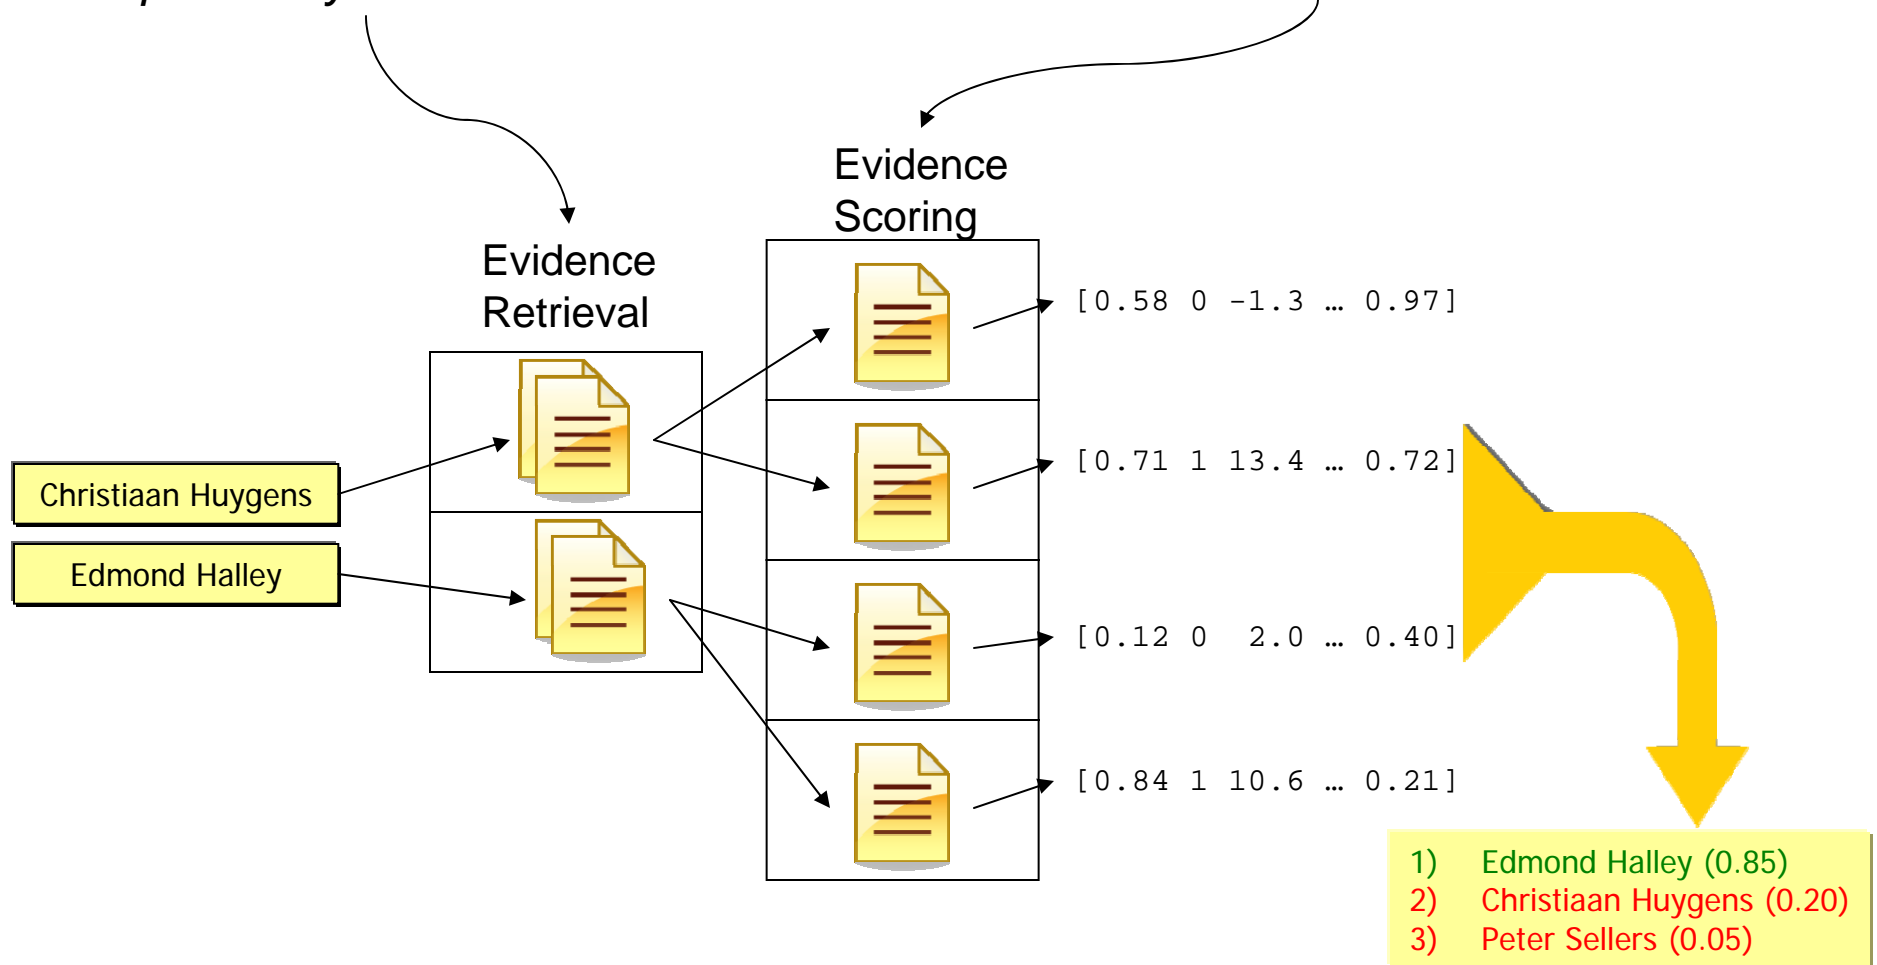 Evidence
Scoring
Evidence
Retrieval
[0.58 0 -1.3 … 0.97]
[0.71 1 13.4 … 0.72]
Christiaan Huygens
Edmond Halley
[0.12 0 2.0 … 0.40]
[0.84 1 10.6 … 0.21]
1) Edmond Halley (0.85)
2) Christiaan Huygens (0.20)
3) Peter Sellers (0.05)